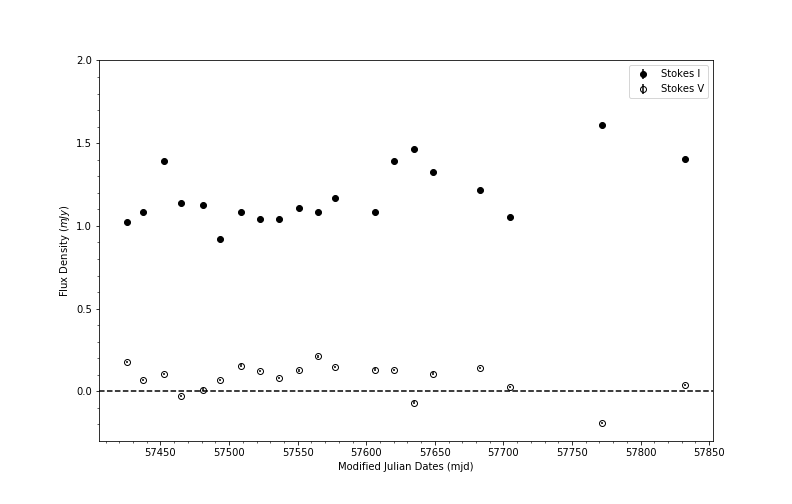 2.0
1.5
1.0
0.5
0.0
Flux Density (mJy)
Stokes I
Stokes V
57450 57500 57550 57600 57650 57700 57750 57800 57850
Modified Julian Dates (mjd)